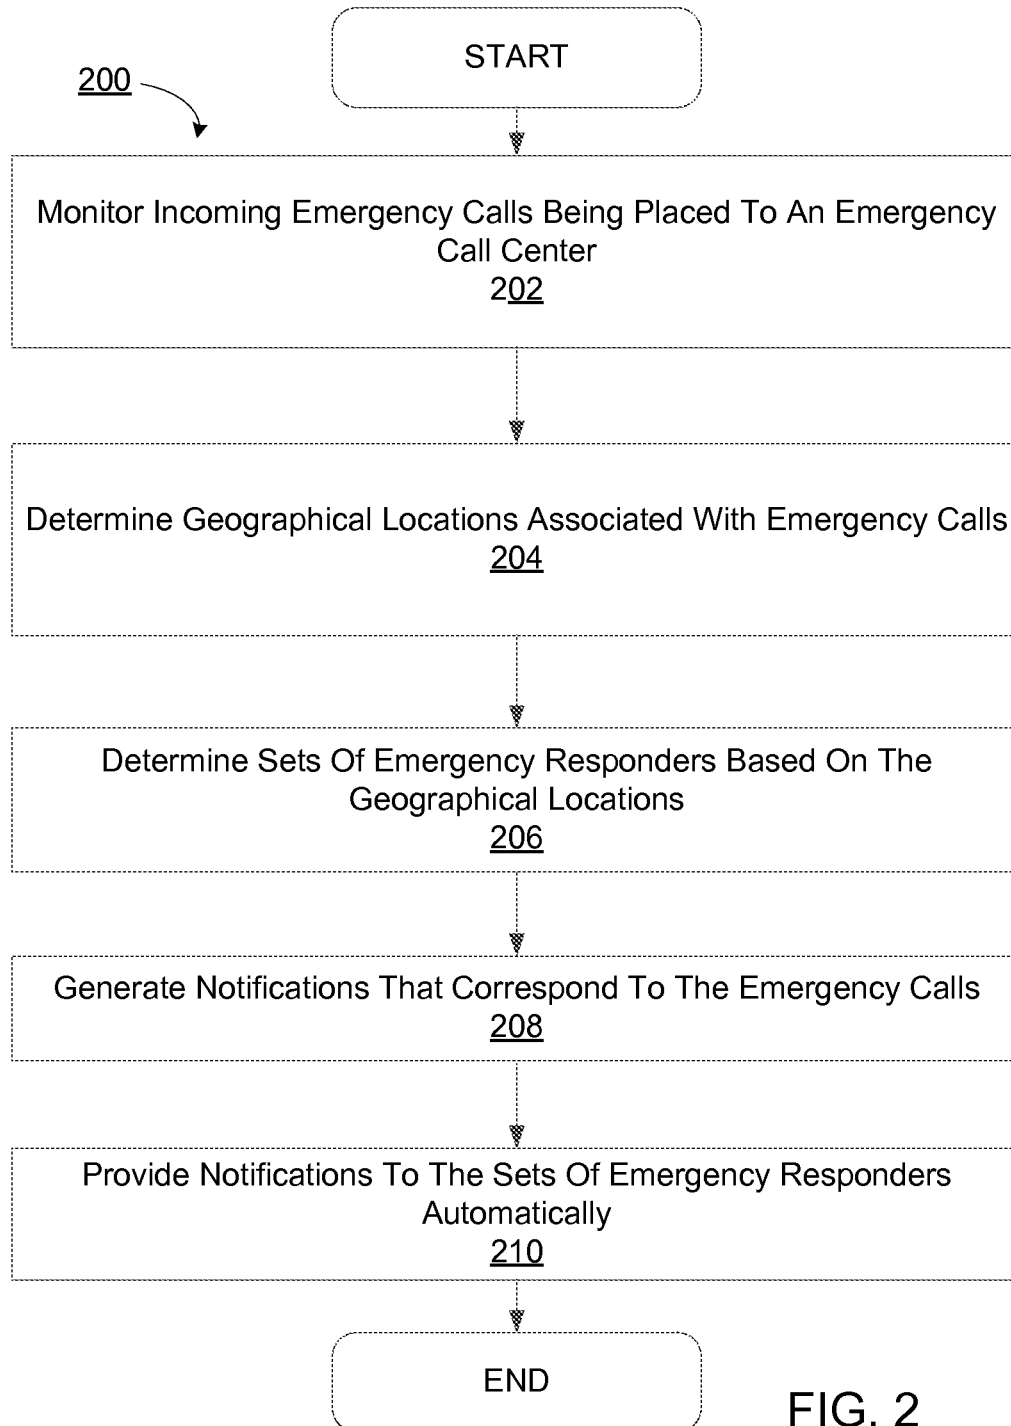 START
200
Monitor Incoming Emergency Calls Being Placed To An Emergency
Call Center
202
Determine Geographical Locations Associated With Emergency Calls
204
Determine Sets Of Emergency Responders Based On The
Geographical Locations
206
Generate Notifications That Correspond To The Emergency Calls
208
Provide Notifications To The Sets Of Emergency Responders
Automatically
210
END
FIG. 2